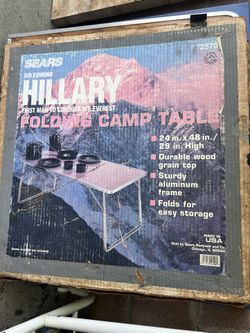 SEARS
72570
SIR EDMUND
HILLARY
FIRST MAN TO CONQUER MT. EVEREST
FOLDING CAMP TABLE
• 24 in. x 48 in./
29 in. High
• Durable wood
grain top
• Sturdy
aluminum
frame
• Folds for
easy storage
MADE IN
USA
Sold by Sears, Roebuck and Co.